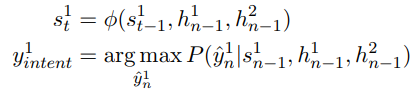 s_t^1 = ϕ(s_{t-1}^1, h_{n-1}^1, h_{n-1}^2)
y_{intent}^1 = arg max_{ŷ_n^1} P(ŷ_n^1|s_{n-1}^1, h_{n-1}^1, h_{n-1}^2)